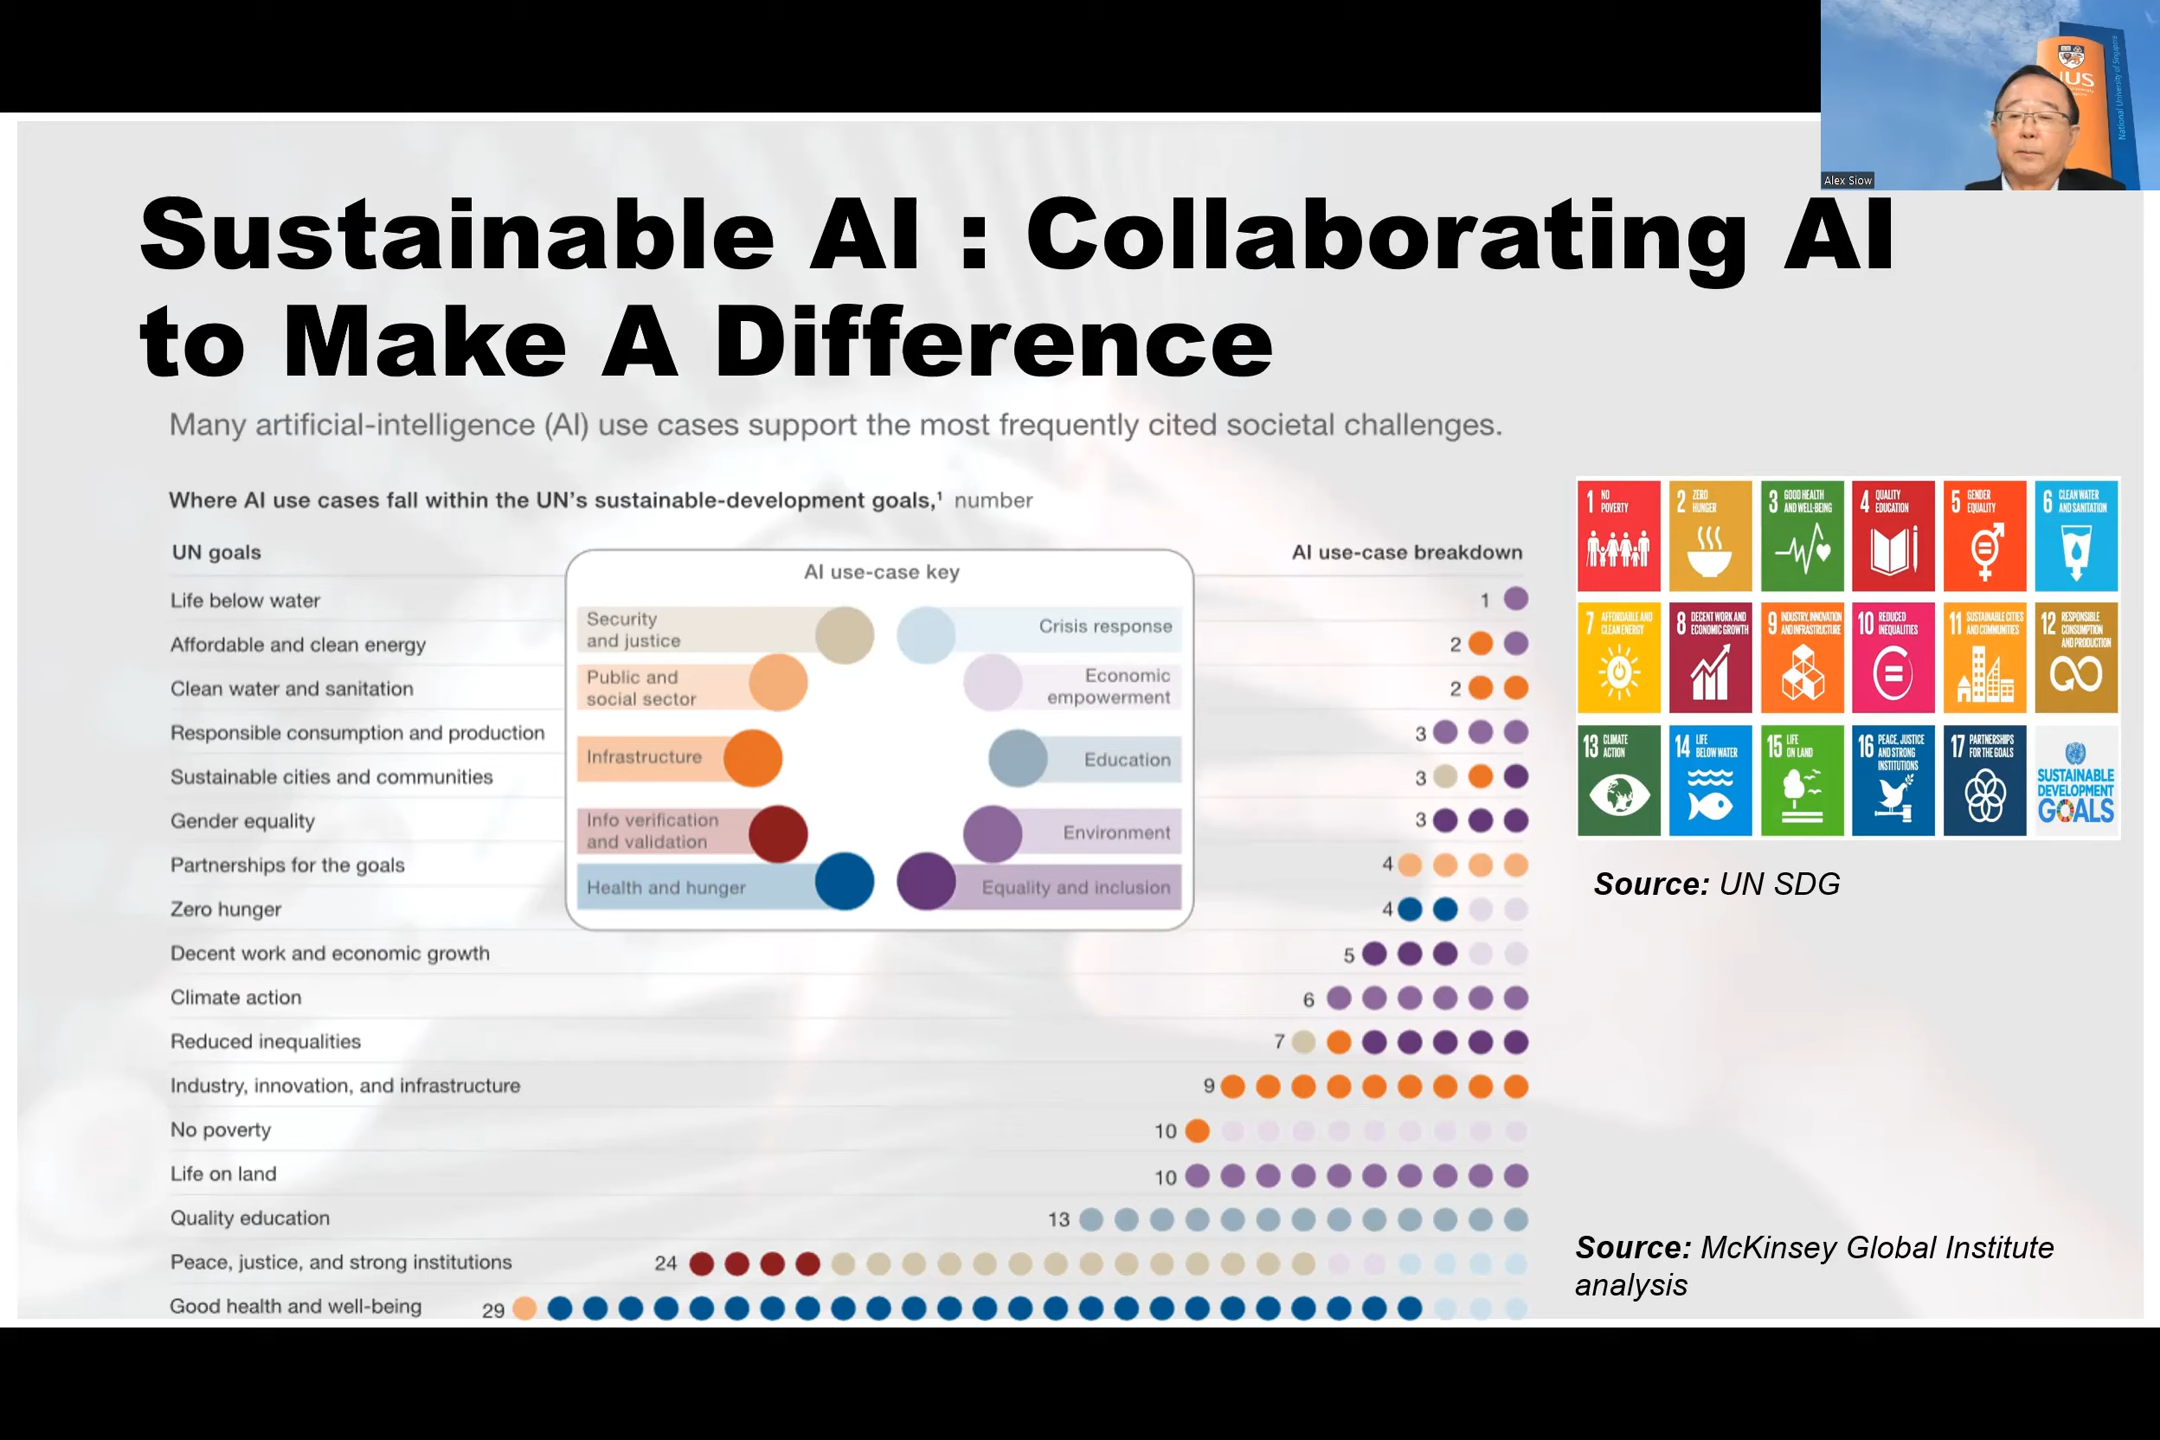 Alex Siow
National University of Singapore
Sustainable AI : Collaborating AI
to Make A Difference
Many artificial-intelligence (AI) use cases support the most frequently cited societal challenges.
Where AI use cases fall within the UN's sustainable-development goals,¹ number
UN goals
AI use-case breakdown
Life below water
1
Affordable and clean energy
2
Clean water and sanitation
2
Responsible consumption and production
3
Sustainable cities and communities
3
Gender equality
3
Partnerships for the goals
4
Zero hunger
4
Decent work and economic growth
5
Climate action
6
Reduced inequalities
7
Industry, innovation, and infrastructure
9
No poverty
10
Life on land
10
Quality education
13
Peace, justice, and strong institutions
24
Good health and well-being
29
AI use-case key
Security
and justice
Public and
social sector
Infrastructure
Info verification
and validation
Health and hunger
Crisis response
Economic
empowerment
Education
Environment
Equality and inclusion
1 NO
POVERTY
2 ZERO
HUNGER
3 GOOD HEALTH
AND WELL-BEING
4 QUALITY
EDUCATION
5 GENDER
EQUALITY
6 CLEAN WATER
AND SANITATION
7 AFFORDABLE AND
CLEAN ENERGY
8 DECENT WORK AND
ECONOMIC GROWTH
9 INDUSTRY, INNOVATION
AND INFRASTRUCTURE
10 REDUCED
INEQUALITIES
11 SUSTAINABLE CITIES
AND COMMUNITIES
12 RESPONSIBLE
CONSUMPTION
AND PRODUCTION
13 CLIMATE
ACTION
14 LIFE
BELOW WATER
15 LIFE
ON LAND
16 PEACE, JUSTICE
AND STRONG
INSTITUTIONS
17 PARTNERSHIPS
FOR THE GOALS
SUSTAINABLE
DEVELOPMENT
GOALS
Source: UN SDG
Source: McKinsey Global Institute
analysis